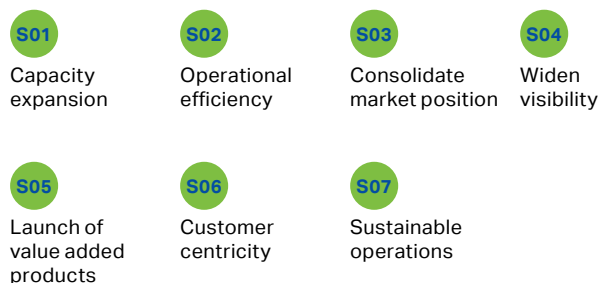 S01
Capacity
expansion
S02
Operational
efficiency
S03
Consolidate
market position
S04
Widen
visibility
S05
Launch of
value added
products
S06
Customer
centricity
S07
Sustainable
operations